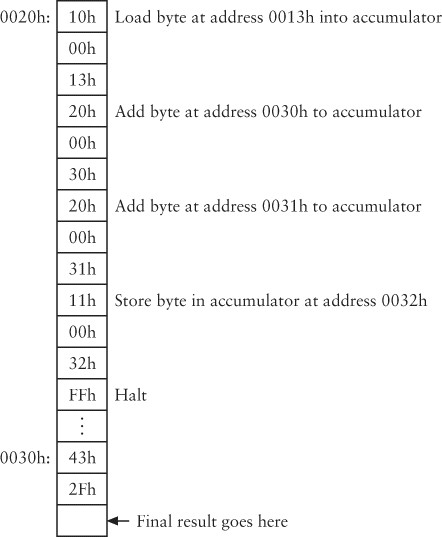 0020h: 10h Load byte at address 0013h into accumulator
00h
13h
20h Add byte at address 0030h to accumulator
00h
30h
20h Add byte at address 0031h to accumulator
00h
31h
11h Store byte in accumulator at address 0032h
00h
32h
FFh Halt
⋮
0030h: 43h
2Fh
Final result goes here